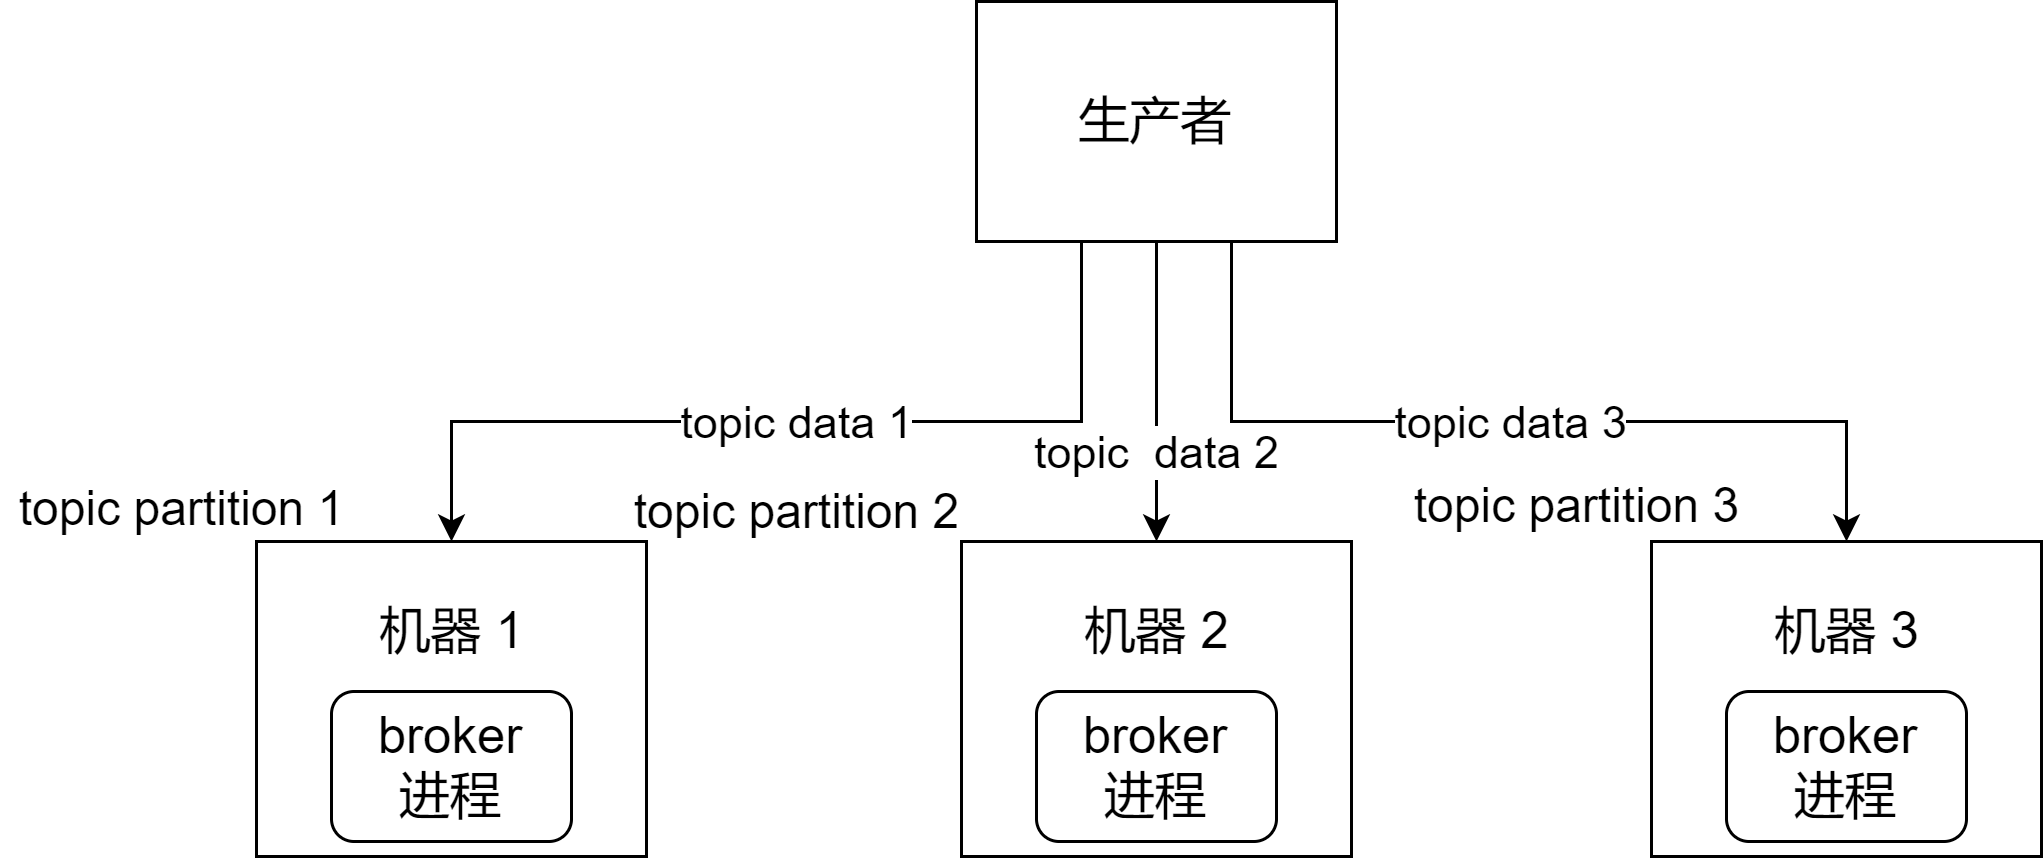 生产者
topic data 1
topic data 2
topic data 3
topic partition 1
topic partition 2
topic partition 3
机器 1
broker
进程
机器 2
broker
进程
机器 3
broker
进程